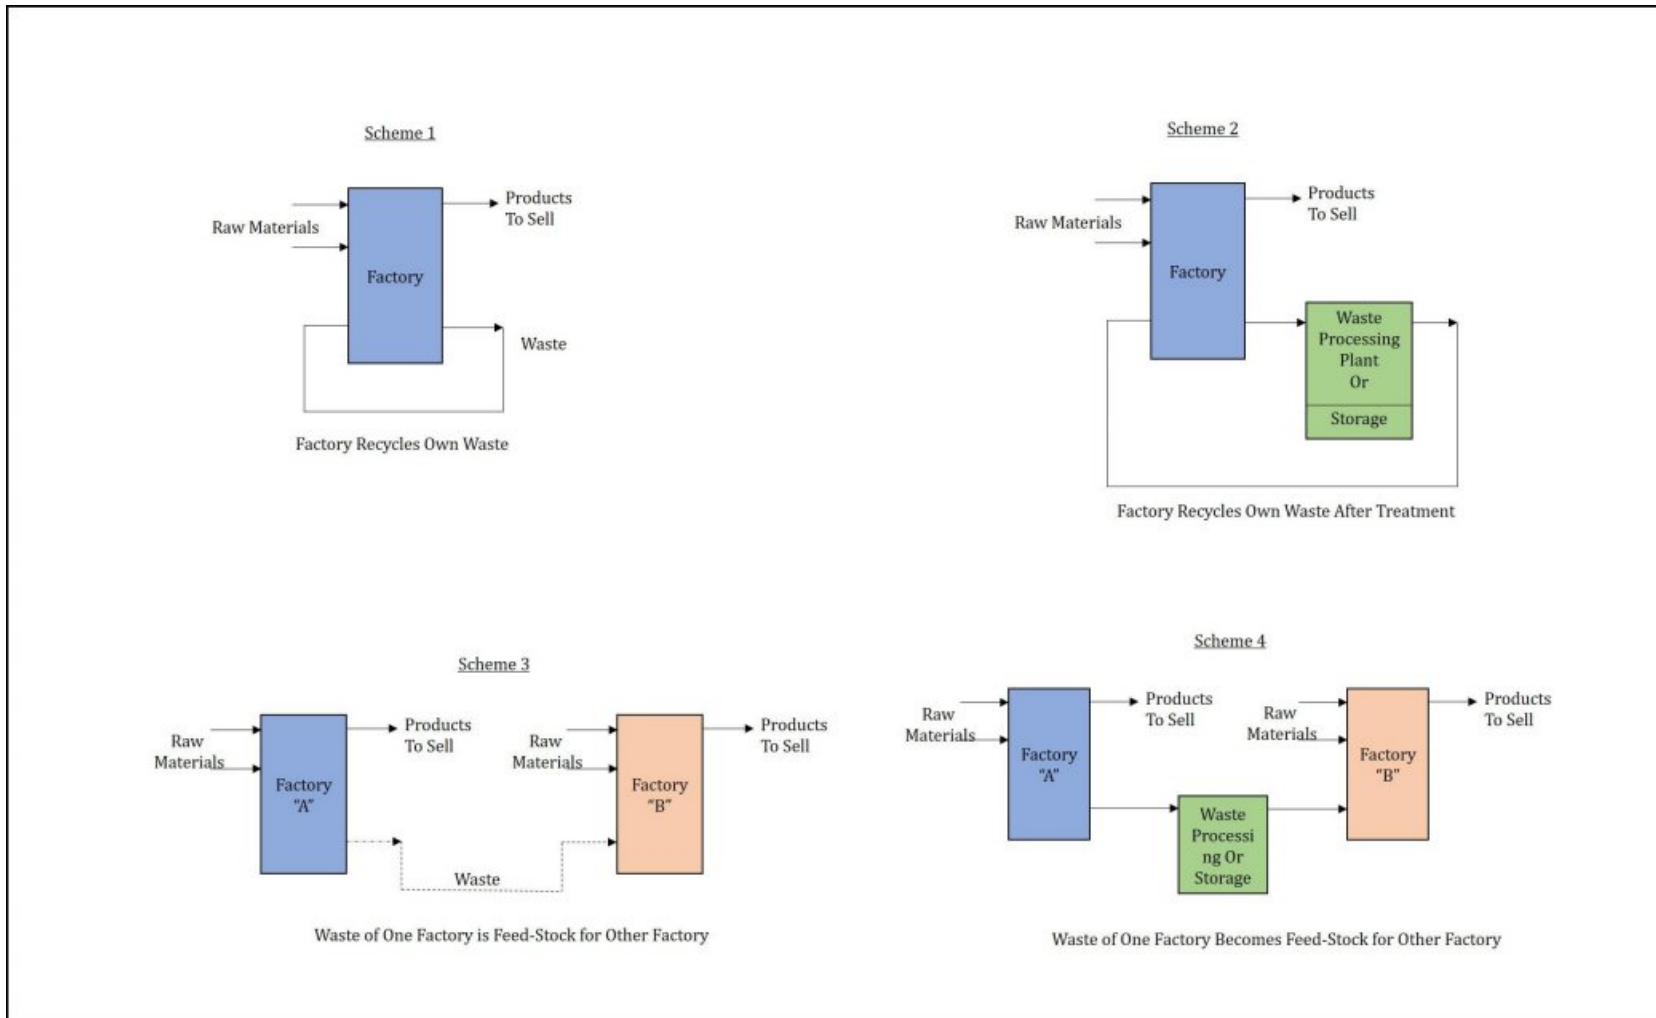 Scheme 1
Products
To Sell
Raw Materials
Factory
Waste
Factory Recycles Own Waste
Scheme 2
Products
To Sell
Raw Materials
Factory
Waste
Processing
Plant
Or
Storage
Factory Recycles Own Waste After Treatment
Scheme 3
Raw
Materials
Factory
“A”
Products
To Sell
Raw
Materials
Factory
“B”
Products
To Sell
Waste
Waste of One Factory is Feed-Stock for Other Factory
Scheme 4
Raw
Materials
Factory
“A”
Products
To Sell
Raw
Materials
Factory
“B”
Products
To Sell
Waste
Processi
ng Or
Storage
Waste of One Factory Becomes Feed-Stock for Other Factory